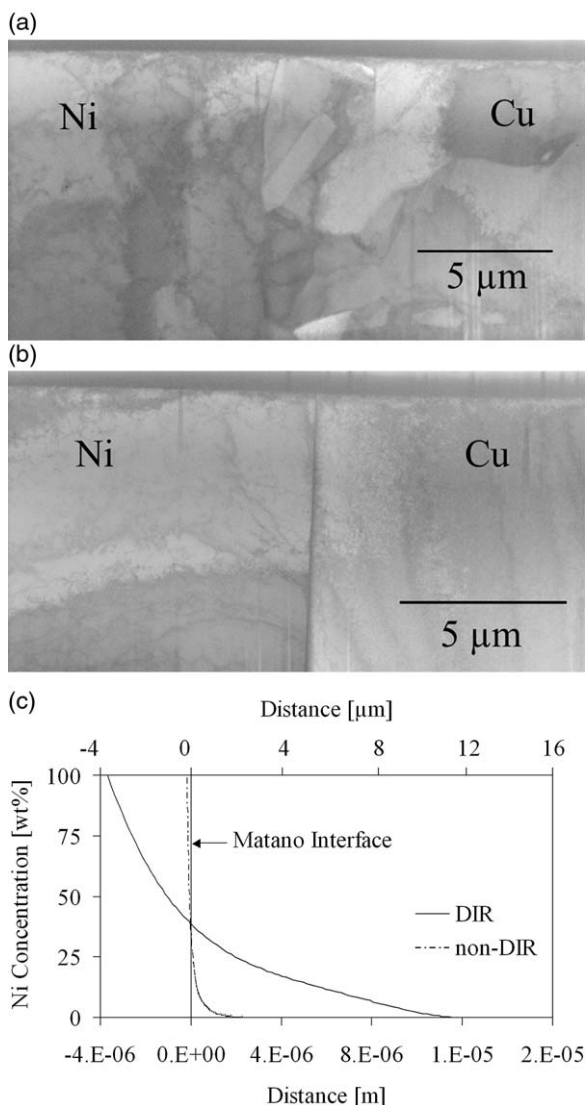 (a)
Ni
Cu
5 µm
(b)
Ni
Cu
5 µm
(c)
Distance [µm]
-4 0 4 8 12 16
Ni Concentration [wt%]
100
75
50
25
0
Matano Interface
DIR
non-DIR
-4.E-06 0.E+00 4.E-06 8.E-06 1.E-05 2.E-05
Distance [m]